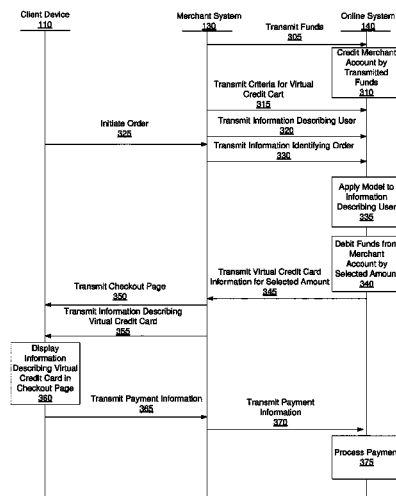 Client Device
110
Merchant System
130
Online System
140
Transmit Funds
305
Credit Merchant
Account by
Transmitted
Funds
310
Transmit Criteria for Virtual
Credit Cart
315
Transmit Information Describing User
320
Initiate Order
325
Transmit Information Identifying Order
330
Apply Model to
Information
Describing User
335
Debit Funds from
Merchant
Account by
Selected Amount
340
Transmit Virtual Credit Card
Information for Selected Amount
345
Transmit Checkout Page
350
Transmit Information Describing
Virtual Credit Card
355
Display
Information
Describing Virtual
Credit Card in
Checkout Page
360
Transmit Payment Information
365
Transmit Payment
Information
370
Process Payment
375